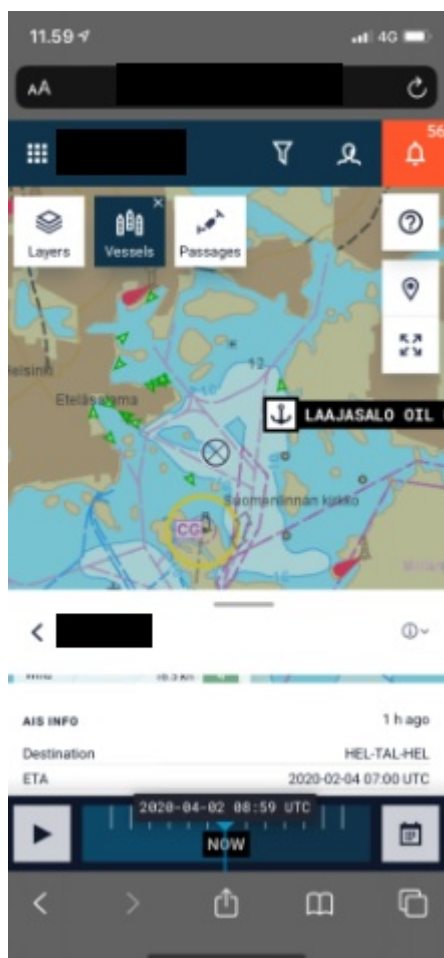 11.59
4G
AA
56
Layers
Vessels
Passages
Eteläsatama
12
LAAJASALO OIL
Suomenlinnan kirkko
CG
AIS INFO
1 h ago
Destination
HEL-TAL-HEL
ETA
2020-02-04 07:00 UTC
2020-04-02 08:59 UTC
NOW